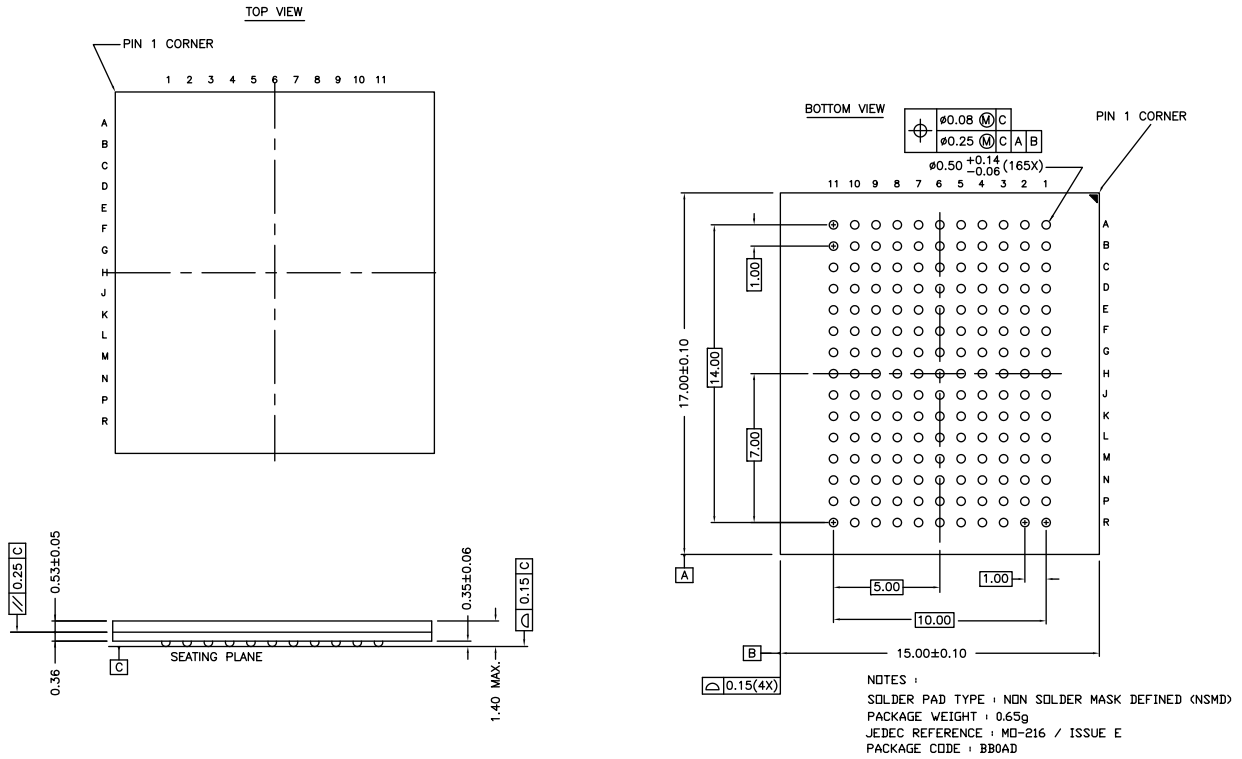 TOP VIEW
PIN 1 CORNER
1 2 3 4 5 6 7 8 9 10 11
A
B
C
D
E
F
G
H
J
K
L
M
N
P
R
BOTTOM VIEW
⌀0.08 Ⓜ C
⌀0.25 Ⓜ C A B
⌀0.50 +0.14 -0.06 (165X)
PIN 1 CORNER
11 10 9 8 7 6 5 4 3 2 1
A
B
C
D
E
F
G
H
J
K
L
M
N
P
R
1.00
17.00±0.10
14.00
7.00
A
5.00
1.00
10.00
B
15.00±0.10
0.15(4X)
0.25 C
0.53±0.05
0.36
C
SEATING PLANE
0.35±0.06
0.15 C
1.40 MAX.
NOTES :
SOLDER PAD TYPE : NON SOLDER MASK DEFINED (NSMD)
PACKAGE WEIGHT : 0.65g
JEDEC REFERENCE : MO-216 / ISSUE E
PACKAGE CODE : BB0AD